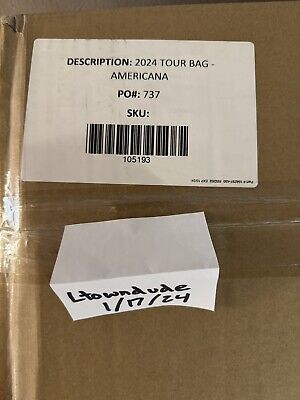 DESCRIPTION: 2024 TOUR BAG -
AMERICANA
PO#: 737
SKU:
105193
Ltowndude
1/17/24